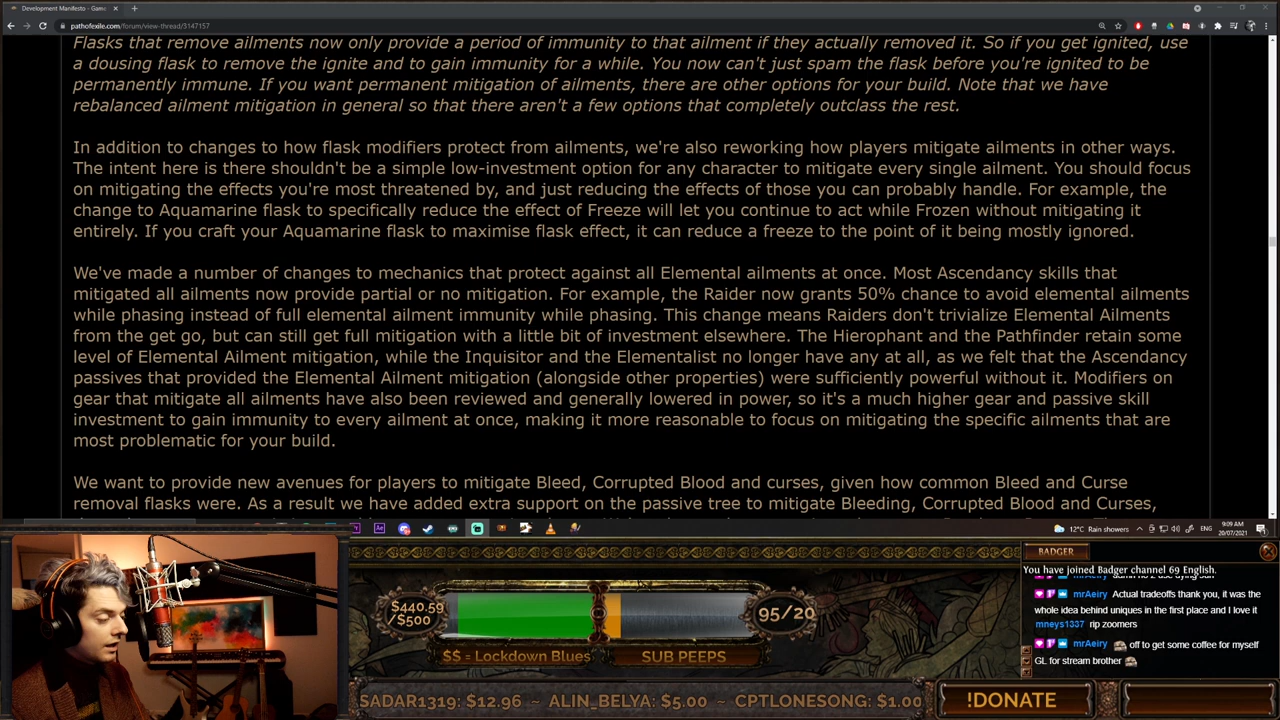 Development Manifesto - Game
pathofexile.com/forum/view-thread/3147157
Flasks that remove ailments now only provide a period of immunity to that ailment if they actually removed it. So if you get ignited, use
a dousing flask to remove the ignite and to gain immunity for a while. You now can't just spam the flask before you're ignited to be
permanently immune. If you want permanent mitigation of ailments, there are other options for your build. Note that we have
rebalanced ailment mitigation in general so that there aren't a few options that completely outclass the rest.
In addition to changes to how flask modifiers protect from ailments, we're also reworking how players mitigate ailments in other ways.
The intent here is there shouldn't be a simple low-investment option for any character to mitigate every single ailment. You should focus
on mitigating the effects you're most threatened by, and just reducing the effects of those you can probably handle. For example, the
change to Aquamarine flask to specifically reduce the effect of Freeze will let you continue to act while Frozen without mitigating it
entirely. If you craft your Aquamarine flask to maximise flask effect, it can reduce a freeze to the point of it being mostly ignored.
We've made a number of changes to mechanics that protect against all Elemental ailments at once. Most Ascendancy skills that
mitigated all ailments now provide partial or no mitigation. For example, the Raider now grants 50% chance to avoid elemental ailments
while phasing instead of full elemental ailment immunity while phasing. This change means Raiders don't trivialize Elemental Ailments
from the get go, but can still get full mitigation with a little bit of investment elsewhere. The Hierophant and the Pathfinder retain some
level of Elemental Ailment mitigation, while the Inquisitor and the Elementalist no longer have any at all, as we felt that the Ascendancy
passives that provided the Elemental Ailment mitigation (alongside other properties) were sufficiently powerful without it. Modifiers on
gear that mitigate all ailments have also been reviewed and generally lowered in power, so it's a much higher gear and passive skill
investment to gain immunity to every ailment at once, making it more reasonable to focus on mitigating the specific ailments that are
most problematic for your build.
We want to provide new avenues for players to mitigate Bleed, Corrupted Blood and curses, given how common Bleed and Curse
removal flasks were. As a result we have added extra support on the passive tree to mitigate Bleeding, Corrupted Blood and Curses,
12°C Rain showers ENG 9:09 AM
20/07/2021
BADGER
You have joined Badger channel 69 English.
mrAeiry Actual tradeoffs thank you, it was the
whole idea behind uniques in the first place and I love it
mneys1337 rip zoomers
mrAeiry off to get some coffee for myself
GL for stream brother
$440.59
/$500
95/20
$$ = Lockdown Blues
SUB PEEPS
SADAR1319: $12.96 ~ ALIN_BELYA: $5.00 ~ CPTLONESONG: $1.00
!DONATE